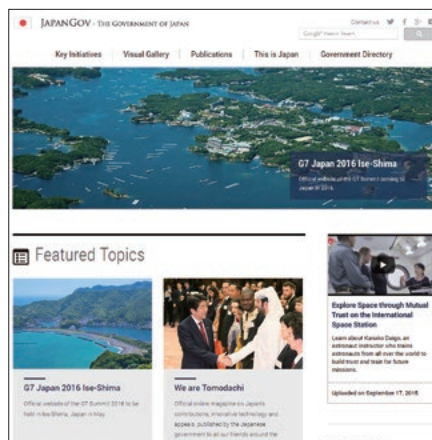 JAPANGOV - THE GOVERNMENT OF JAPAN
Contact us
Key Initiatives
Visual Gallery
Publications
This is Japan
Government Directory
G7 Japan 2016 Ise-Shima
Official website of the G7 Summit coming to
Japan in 2016.
Featured Topics
G7 Japan 2016 Ise-Shima
Official website of the G7 Summit 2016 to be
held in Ise-Shima, Japan in May
We are Tomodachi
Official online magazine on Japan's
contributions, innovative technology and
appeals published by the Japanese
government to all our friends around the
Explore Space through Mutual
Trust on the International
Space Station
Learn about Kanako Daigo, an
astronaut instructor who trains
astronauts from all over the world to
build trust and train for future
missions.
Uploaded on September 17, 2015